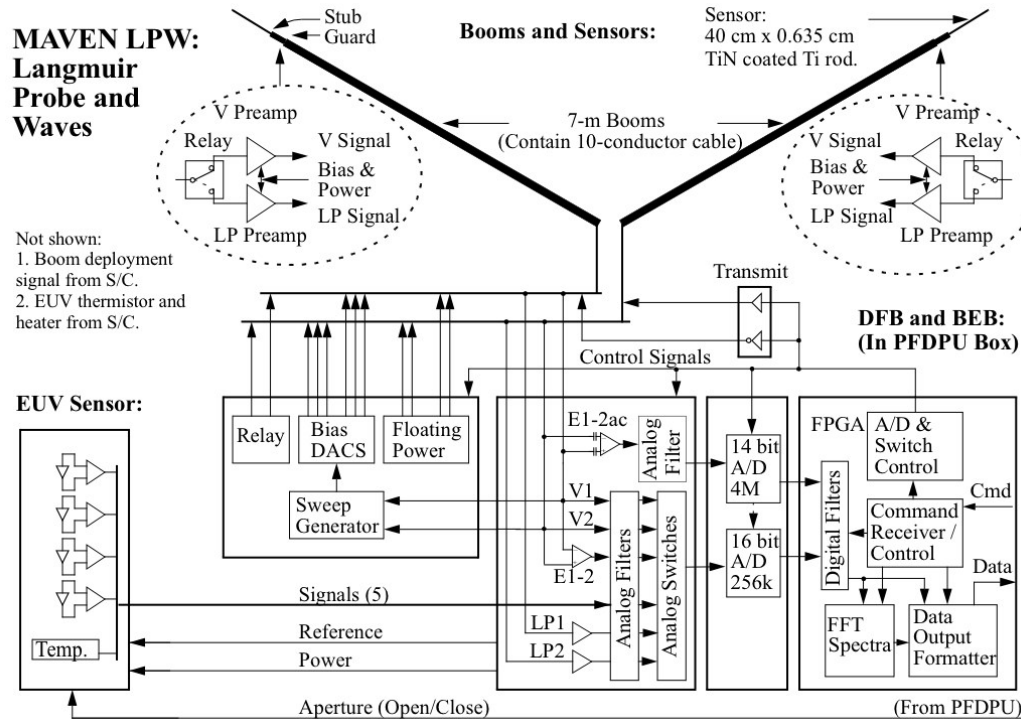 MAVEN LPW:
Langmuir
Probe and
Waves
Stub
Guard
Booms and Sensors:
Sensor:
40 cm x 0.635 cm
TiN coated Ti rod.
V Preamp
Relay
V Signal
Bias &
Power
LP Signal
LP Preamp
7-m Booms
(Contain 10-conductor cable)
V Preamp
V Signal
Relay
Bias &
Power
LP Signal
LP Preamp
Not shown:
1. Boom deployment
signal from S/C.
2. EUV thermistor and
heater from S/C.
Transmit
DFB and BEB:
(In PFDPU Box)
Control Signals
EUV Sensor:
Temp.
Relay
Bias
DACS
Floating
Power
Sweep
Generator
E1-2ac
Analog
Filter
V1
V2
E1-2
LP1
LP2
Analog Filters
Analog Switches
14 bit
A/D
4M
16 bit
A/D
256k
FPGA
A/D &
Switch
Control
Digital Filters
Command
Receiver /
Control
Cmd
Data
FFT
Spectra
Data
Output
Formatter
Signals (5)
Reference
Power
Aperture (Open/Close)
(From PFDPU)